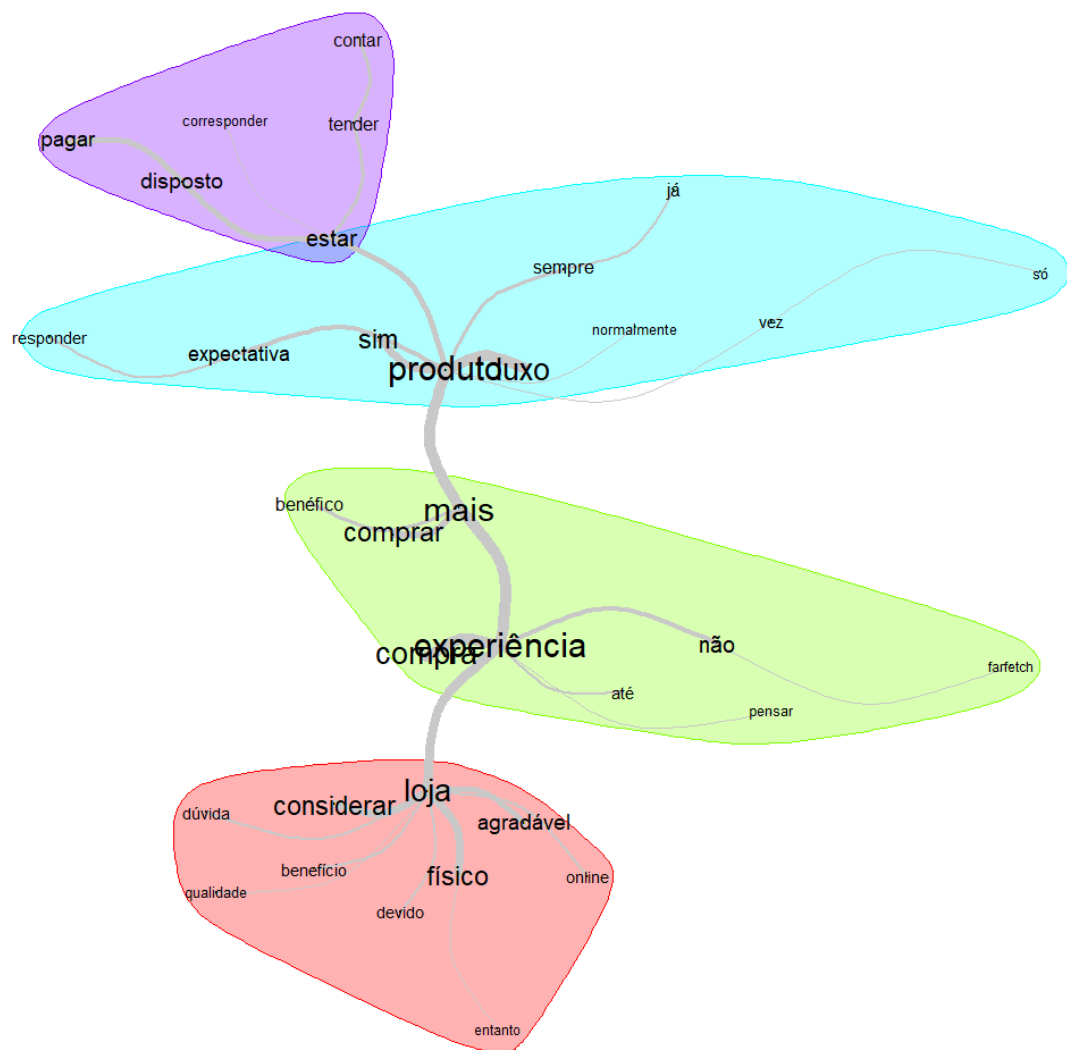 contar
corresponder
tender
pagar
disposto
estar
já
sempre
só
vez
normalmente
responder
expectativa
sim
produtduxo
mais
benéfico
comprar
experiência
compra
não
farfetch
até
pensar
loja
considerar
dúvida
agradável
benefício
físico
online
qualidade
devido
entanto